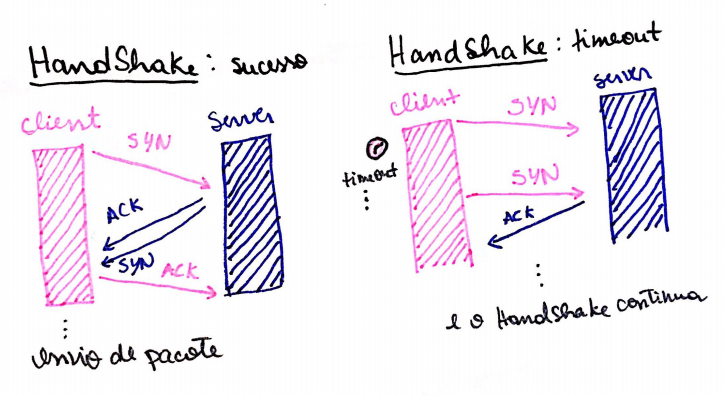 HandShake: sucesso
client
server
SYN
ACK
SYN
ACK
envio de pacote
HandShake: timeout
client
server
SYN
timeout
SYN
ACK
e o HandShake continua